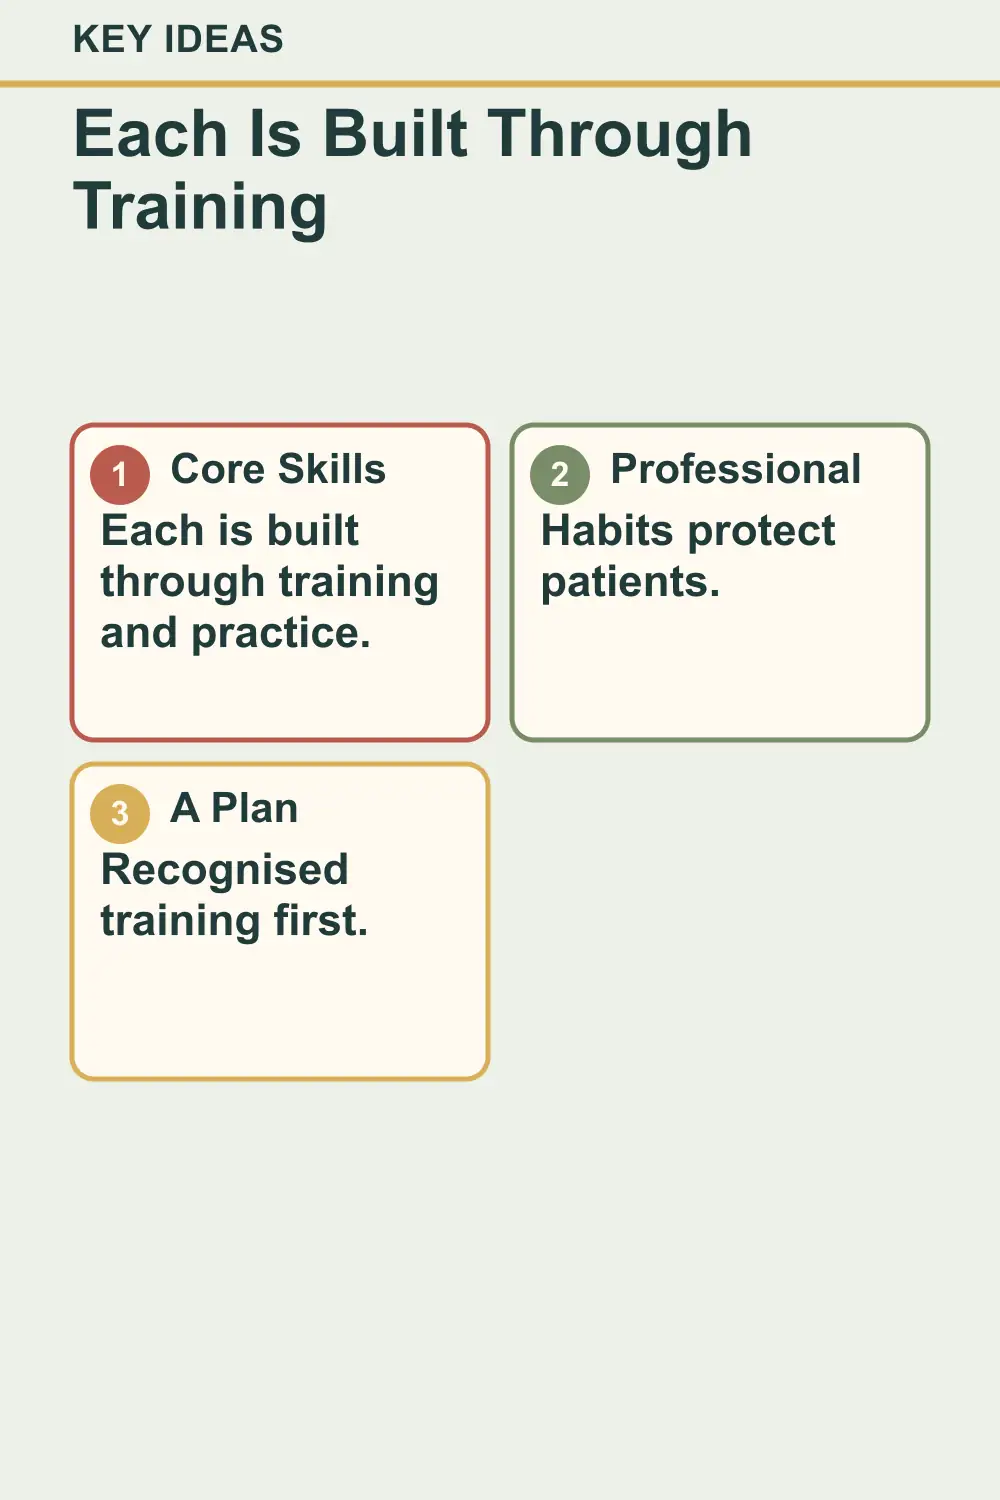 KEY IDEAS
Each Is Built Through
Training
1 Core Skills
Each is built
through training
and practice.
2 Professional
Habits protect
patients.
3 A Plan
Recognised
training first.